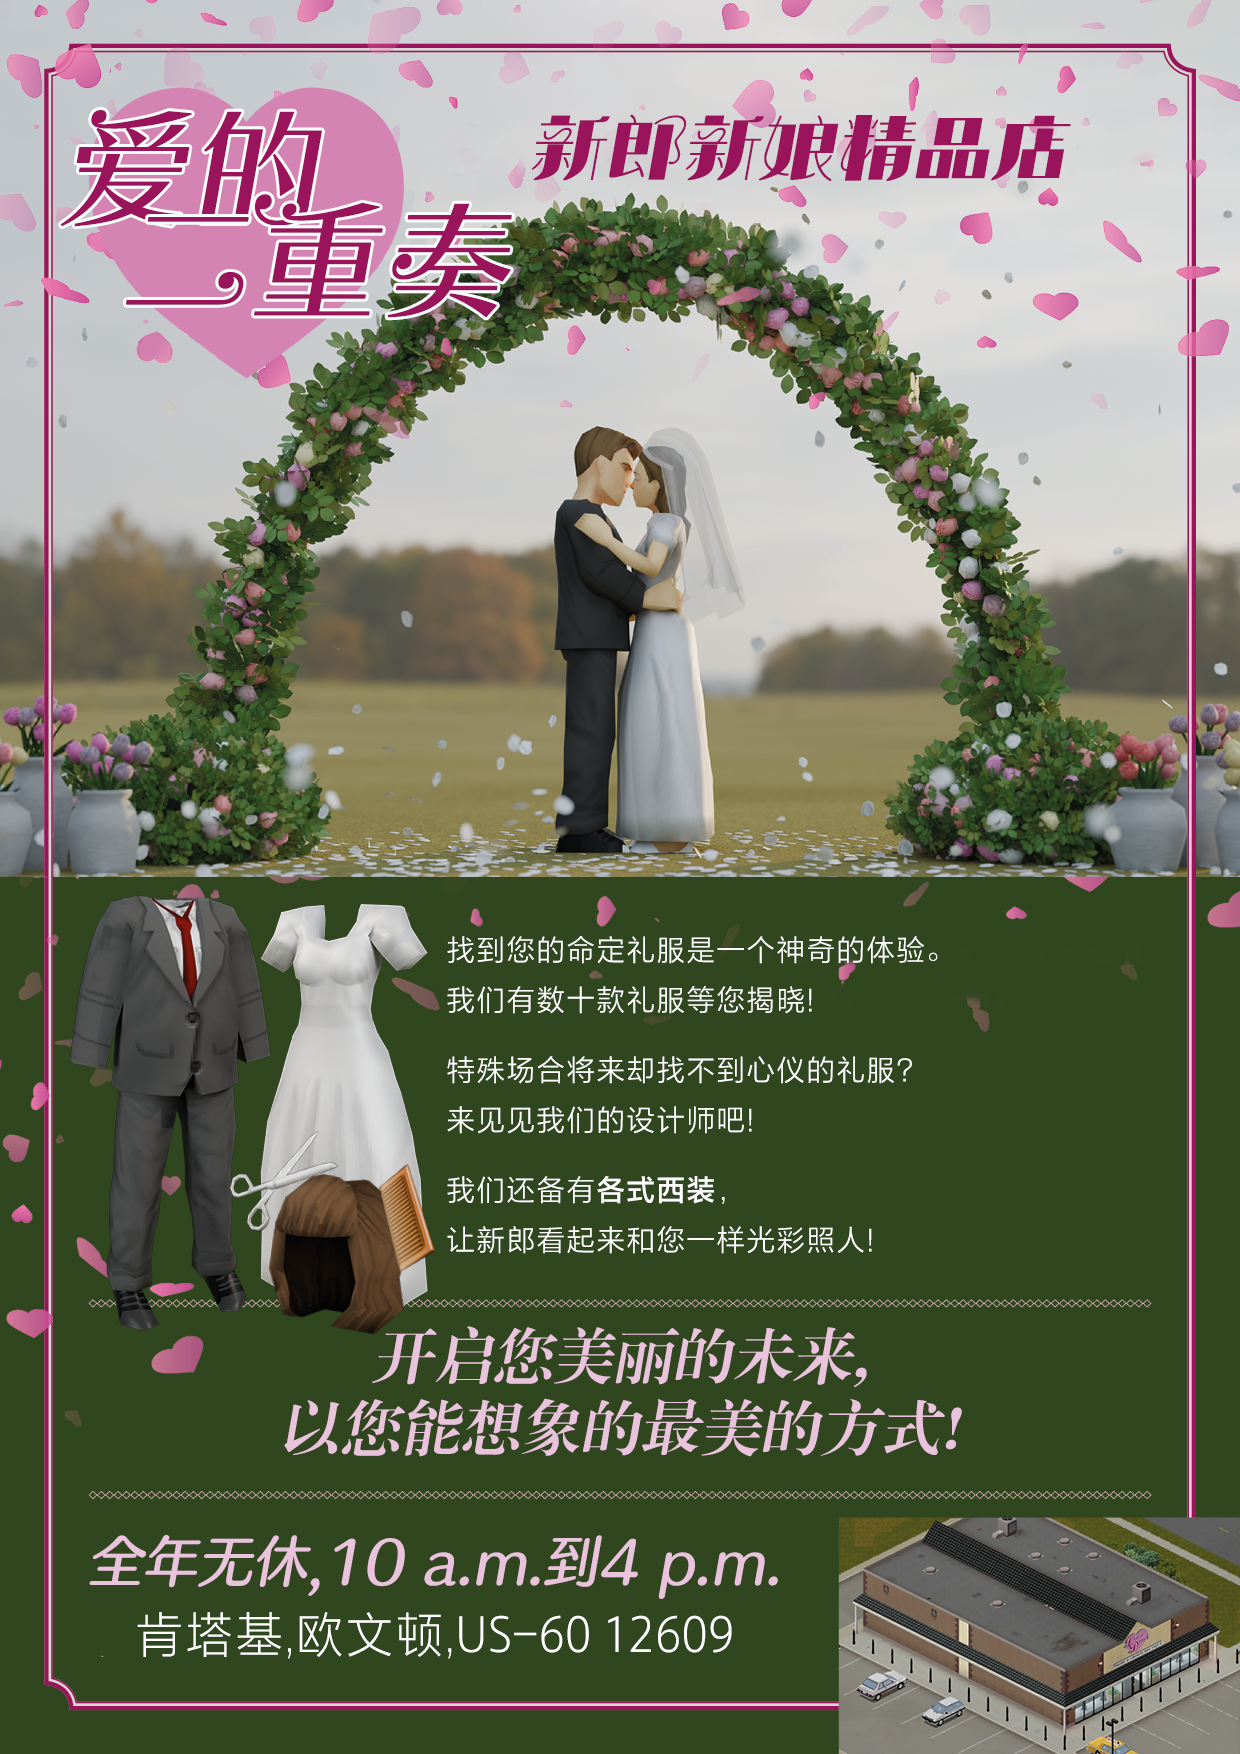 爱的
二重奏
新郎新娘精品店
找到您的命定礼服是一个神奇的体验。
我们有数十款礼服等您揭晓!
特殊场合将来却找不到心仪的礼服?
来见见我们的设计师吧!
我们还备有各式西装,
让新郎看起来和您一样光彩照人!
开启您美丽的未来,
以您能想象的最美的方式!
全年无休,10 a.m.到4 p.m.
肯塔基,欧文顿,US-60 12609